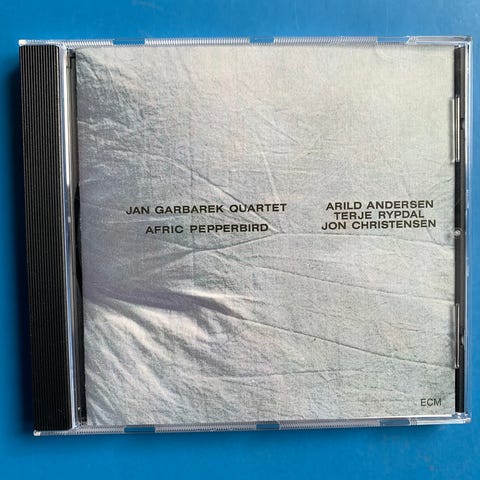 JAN GARBAREK QUARTET
AFRIC PEPPERBIRD
ARILD ANDERSEN
TERJE RYPDAL
JON CHRISTENSEN
ECM